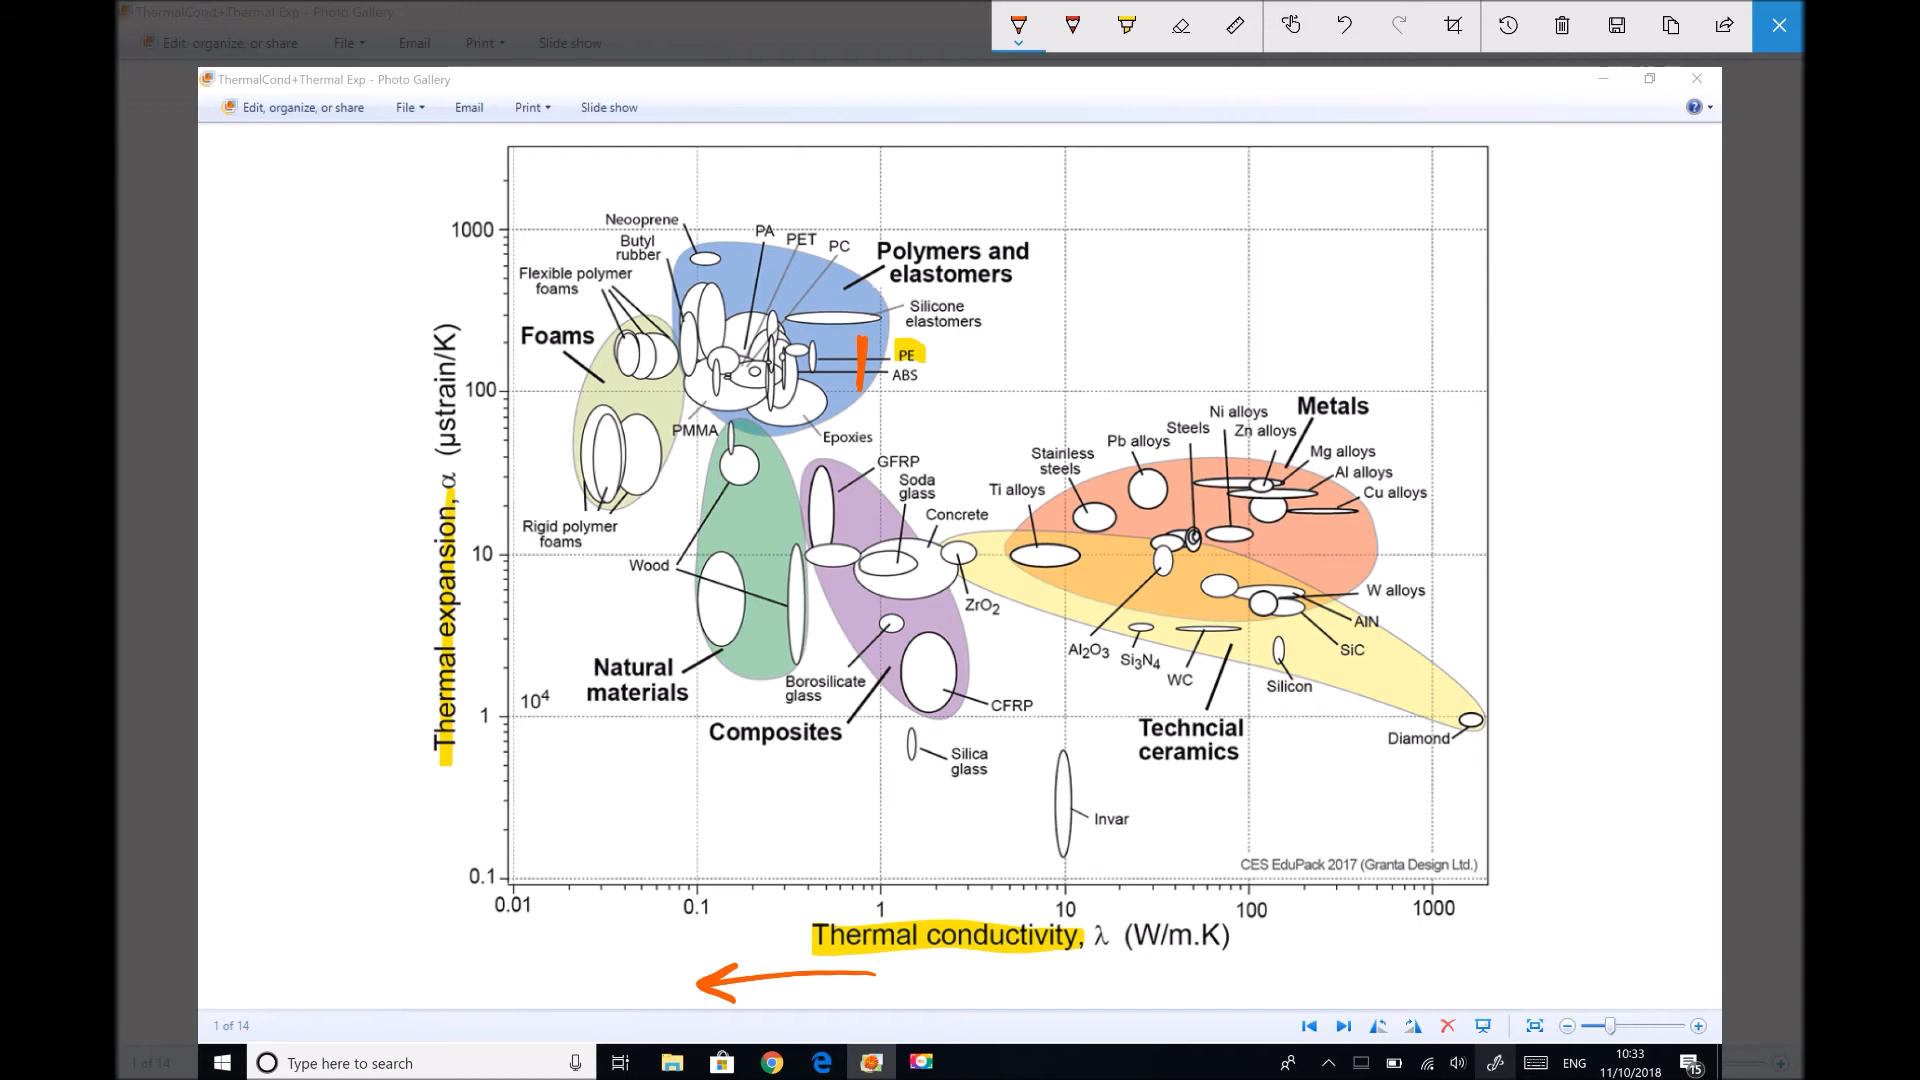 ThermalCond+Thermal Exp - Photo Gallery
Edit, organize, or share File Email Print Slide show
ThermalCond+Thermal Exp - Photo Gallery
Edit, organize, or share File Email Print Slide show
Thermal expansion, α (μstrain/K)
1000
100
10
1
0.1
10⁴
Neooprene
Butyl
rubber
Flexible polymer
foams
Foams
PA
PET
PC
Polymers and
elastomers
Silicone
elastomers
PE
ABS
PMMA
Epoxies
Rigid polymer
foams
Wood
Natural
materials
GFRP
Soda
glass
Concrete
ZrO2
Borosilicate
glass
Composites
CFRP
Silica
glass
Invar
Ti alloys
Stainless
steels
Pb alloys
Steels
Ni alloys
Zn alloys
Metals
Mg alloys
Al alloys
Cu alloys
W alloys
AlN
SiC
Al2O3
Si3N4
WC
Silicon
Techncial
ceramics
Diamond
CES EduPack 2017 (Granta Design Ltd.)
0.01 0.1 1 10 100 1000
Thermal conductivity, λ (W/m.K)
1 of 14
1 of 14
Type here to search
ENG
10:33
11/10/2018
15